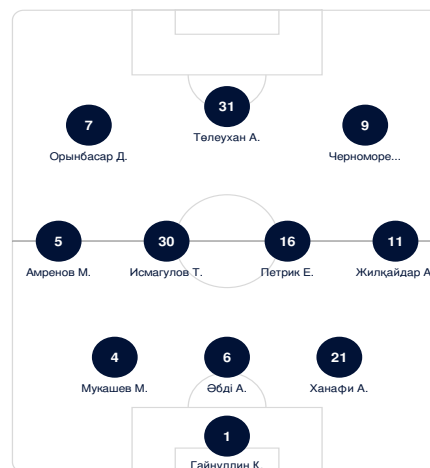 31
7
9
Төлеухан А.
Орынбасар Д.
Черноморе...
5
30
16
11
Амренов М.
Исмагулов Т.
Петрик Е.
Жилқайдар А
4
6
21
Мукашев М.
Әбді А.
Ханафи А.
1
Гайнуллин К.